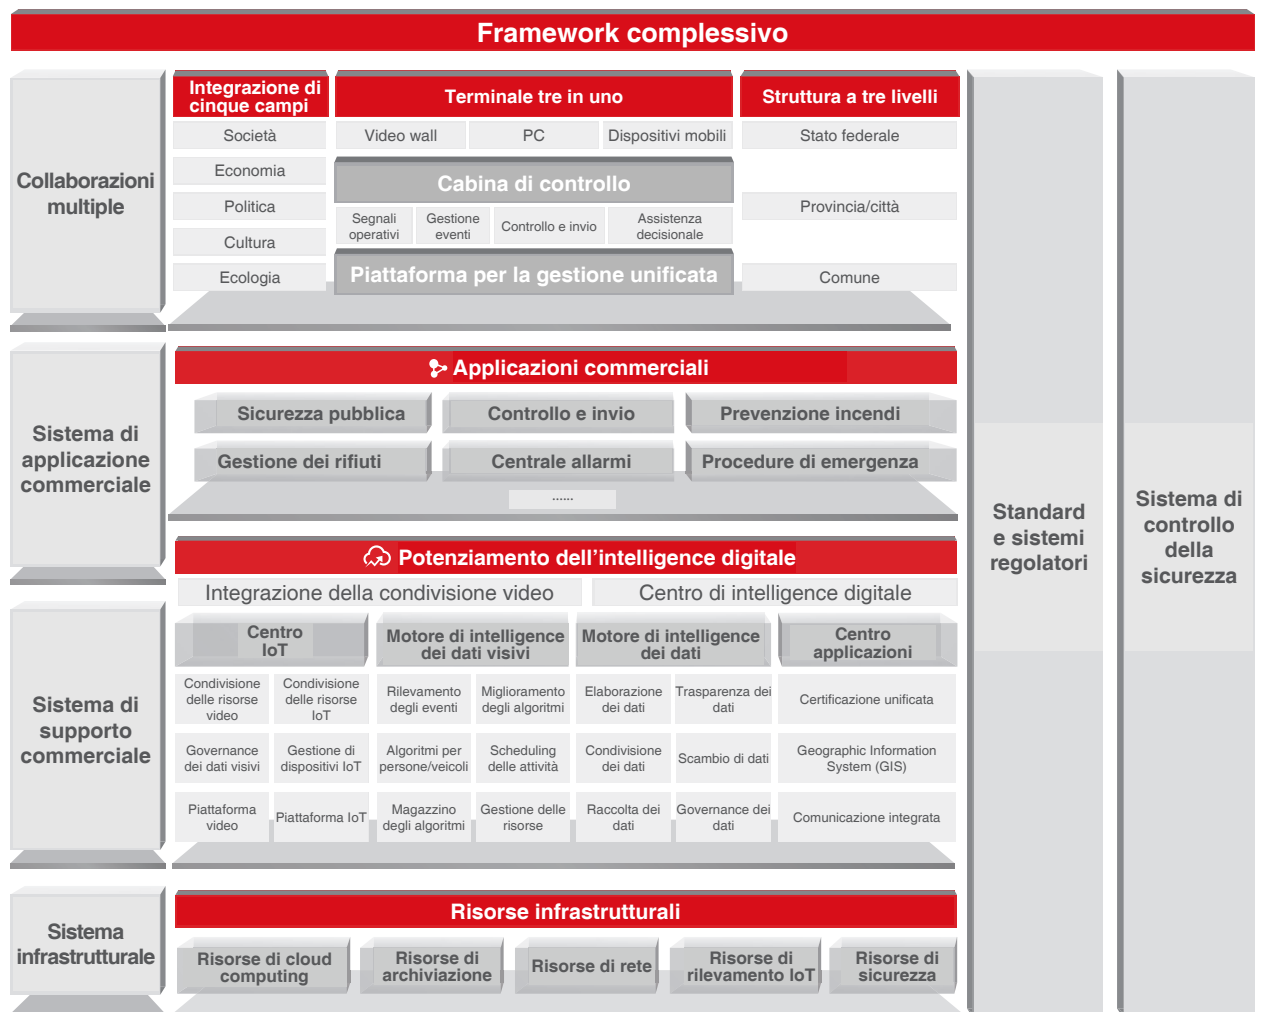 Framework complessivo
Collaborazioni
multiple
Integrazione di
cinque campi
Società
Economia
Politica
Cultura
Ecologia
Terminale tre in uno
Video wall
PC
Dispositivi mobili
Cabina di controllo
Segnali
operativi
Gestione
eventi
Controllo e invio
Assistenza
decisionale
Piattaforma per la gestione unificata
Struttura a tre livelli
Stato federale
Provincia/città
Comune
Sistema di
applicazione
commerciale
Applicazioni commerciali
Sicurezza pubblica
Controllo e invio
Prevenzione incendi
Gestione dei rifiuti
Centrale allarmi
Procedure di emergenza
......
Sistema di
supporto
commerciale
Potenziamento dell'intelligence digitale
Integrazione della condivisione video
Centro di intelligence digitale
Centro
IoT
Motore di intelligence
dei dati visivi
Motore di intelligence
dei dati
Centro
applicazioni
Condivisione
delle risorse
video
Condivisione
delle risorse
IoT
Rilevamento
degli eventi
Miglioramento
degli algoritmi
Elaborazione
dei dati
Trasparenza dei
dati
Certificazione unificata
Governance
dei dati visivi
Gestione di
dispositivi IoT
Algoritmi per
persone/veicoli
Scheduling
delle attività
Condivisione
dei dati
Scambio di dati
Geographic Information
System (GIS)
Piattaforma
video
Piattaforma IoT
Magazzino
degli algoritmi
Gestione delle
risorse
Raccolta dei
dati
Governance dei
dati
Comunicazione integrata
Sistema
infrastrutturale
Risorse infrastrutturali
Risorse di cloud
computing
Risorse di
archiviazione
Risorse di rete
Risorse di
rilevamento IoT
Risorse di
sicurezza
Standard
e sistemi
regolatori
Sistema di
controllo
della
sicurezza